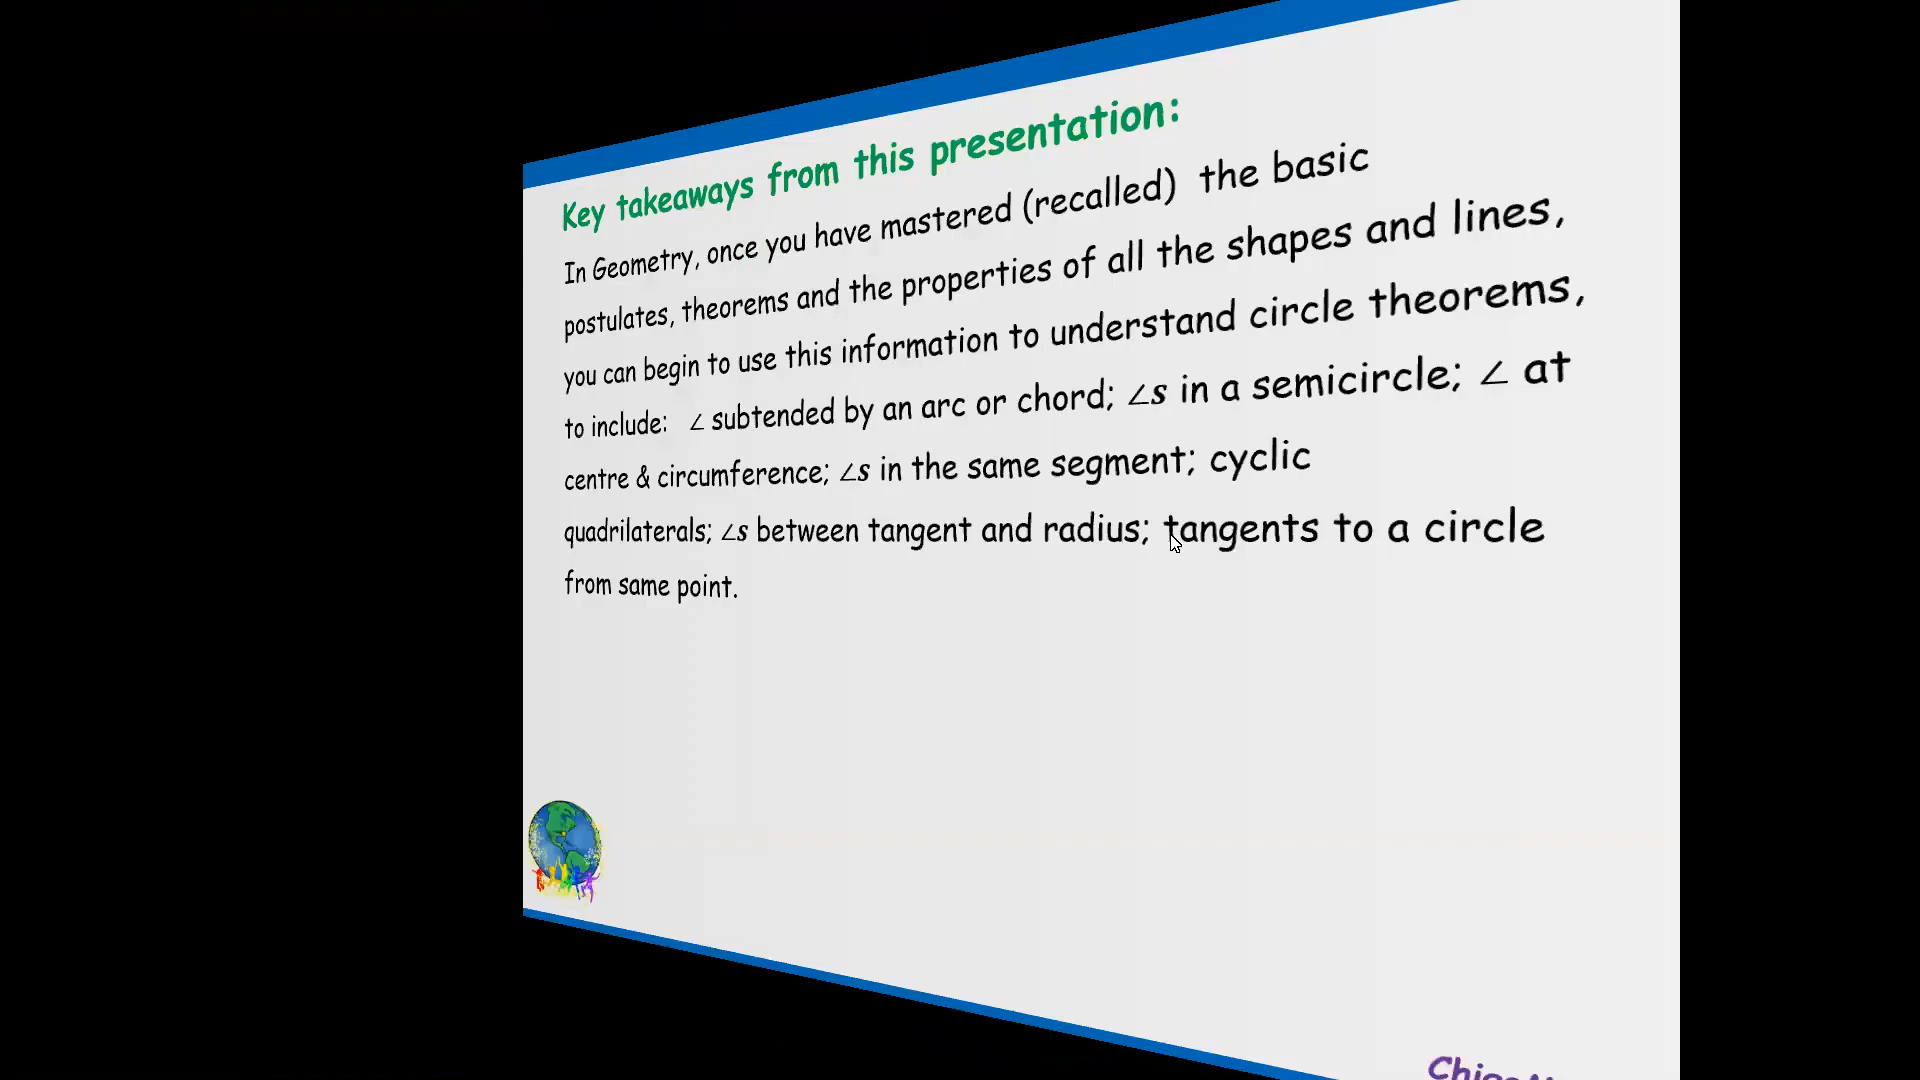 Key takeaways from this presentation:
In Geometry, once you have mastered (recalled) the basic
postulates, theorems and the properties of all the shapes and lines,
you can begin to use this information to understand circle theorems,
to include: ∠ subtended by an arc or chord; ∠s in a semicircle; ∠ at
centre & circumference; ∠s in the same segment; cyclic
quadrilaterals; ∠s between tangent and radius; tangents to a circle
from same point.